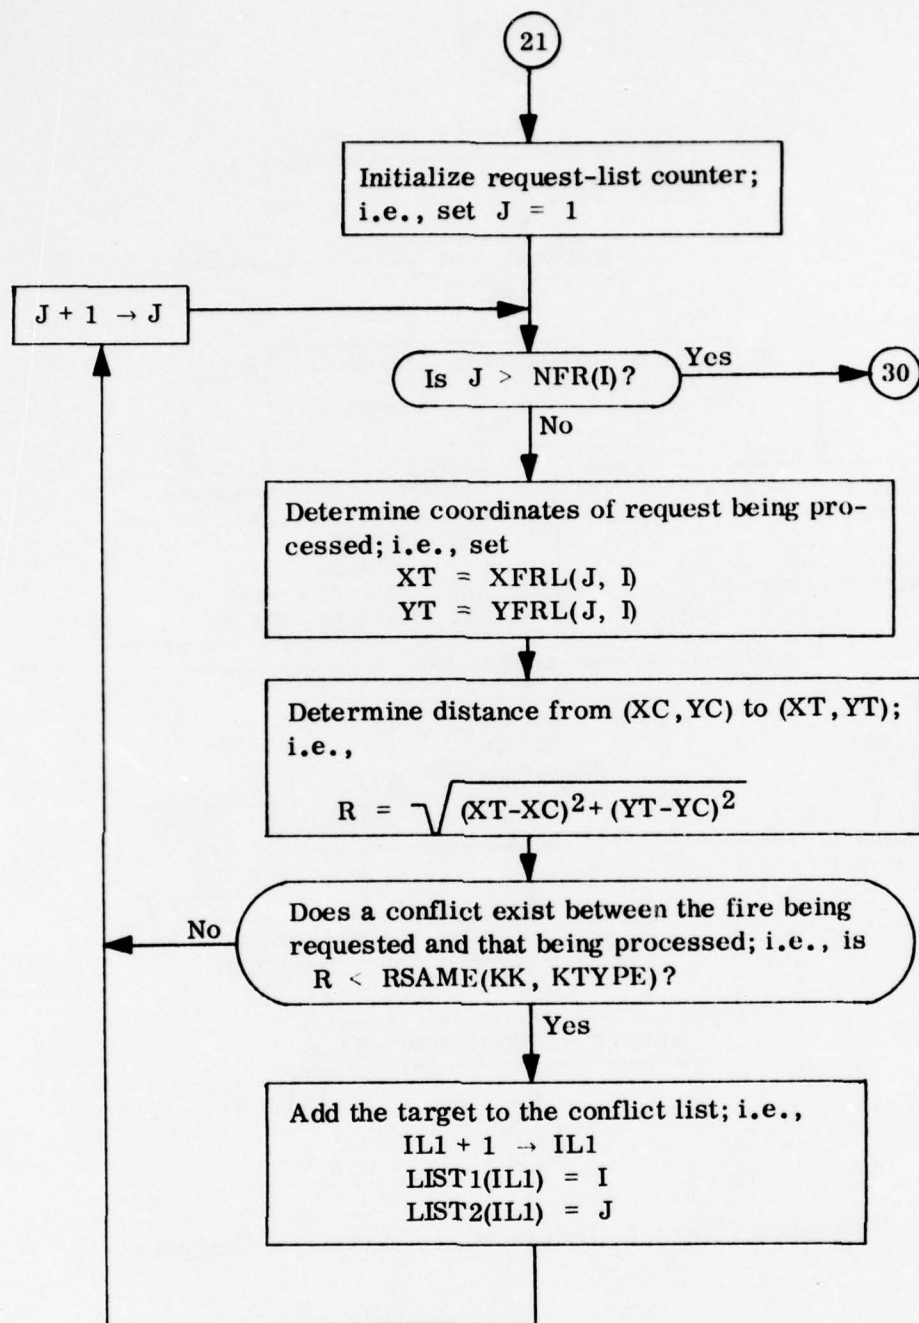 21
Initialize request-list counter;
i.e., set J = 1
J + 1 → J
Is J > NFR(I)?
Yes
30
No
Determine coordinates of request being pro-
cessed; i.e., set
XT = XFRL(J, I)
YT = YFRL(J, I)
Determine distance from (XC,YC) to (XT,YT);
i.e.,
R = √(XT-XC)² + (YT-YC)²
Does a conflict exist between the fire being
requested and that being processed; i.e., is
R < RSAME(KK, KTYPE)?
No
Yes
Add the target to the conflict list; i.e.,
IL1 + 1 → IL1
LIST1(IL1) = I
LIST2(IL1) = J